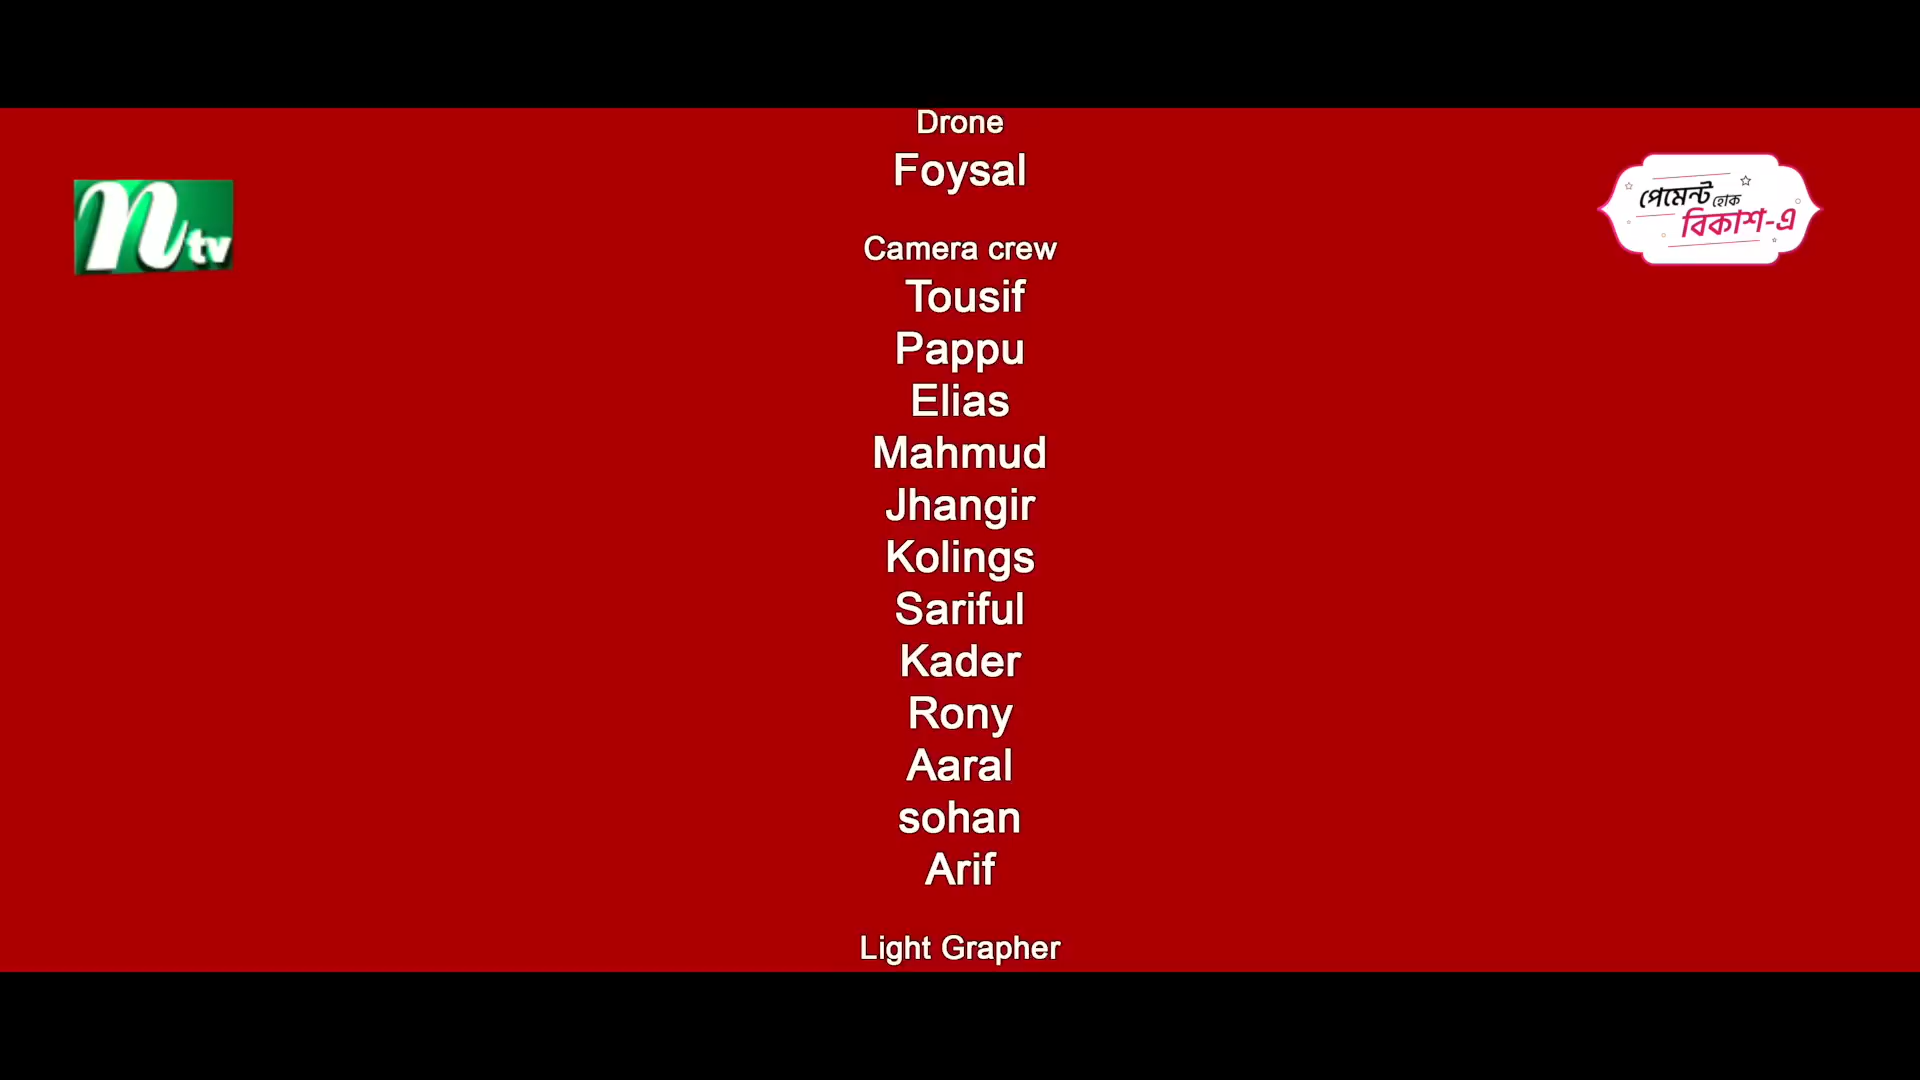 Drone
Foysal
ntv
পেমেন্ট হোক
বিকাশ-এ
Camera crew
Tousif
Pappu
Elias
Mahmud
Jhangir
Kolings
Sariful
Kader
Rony
Aaral
sohan
Arif
Light Grapher